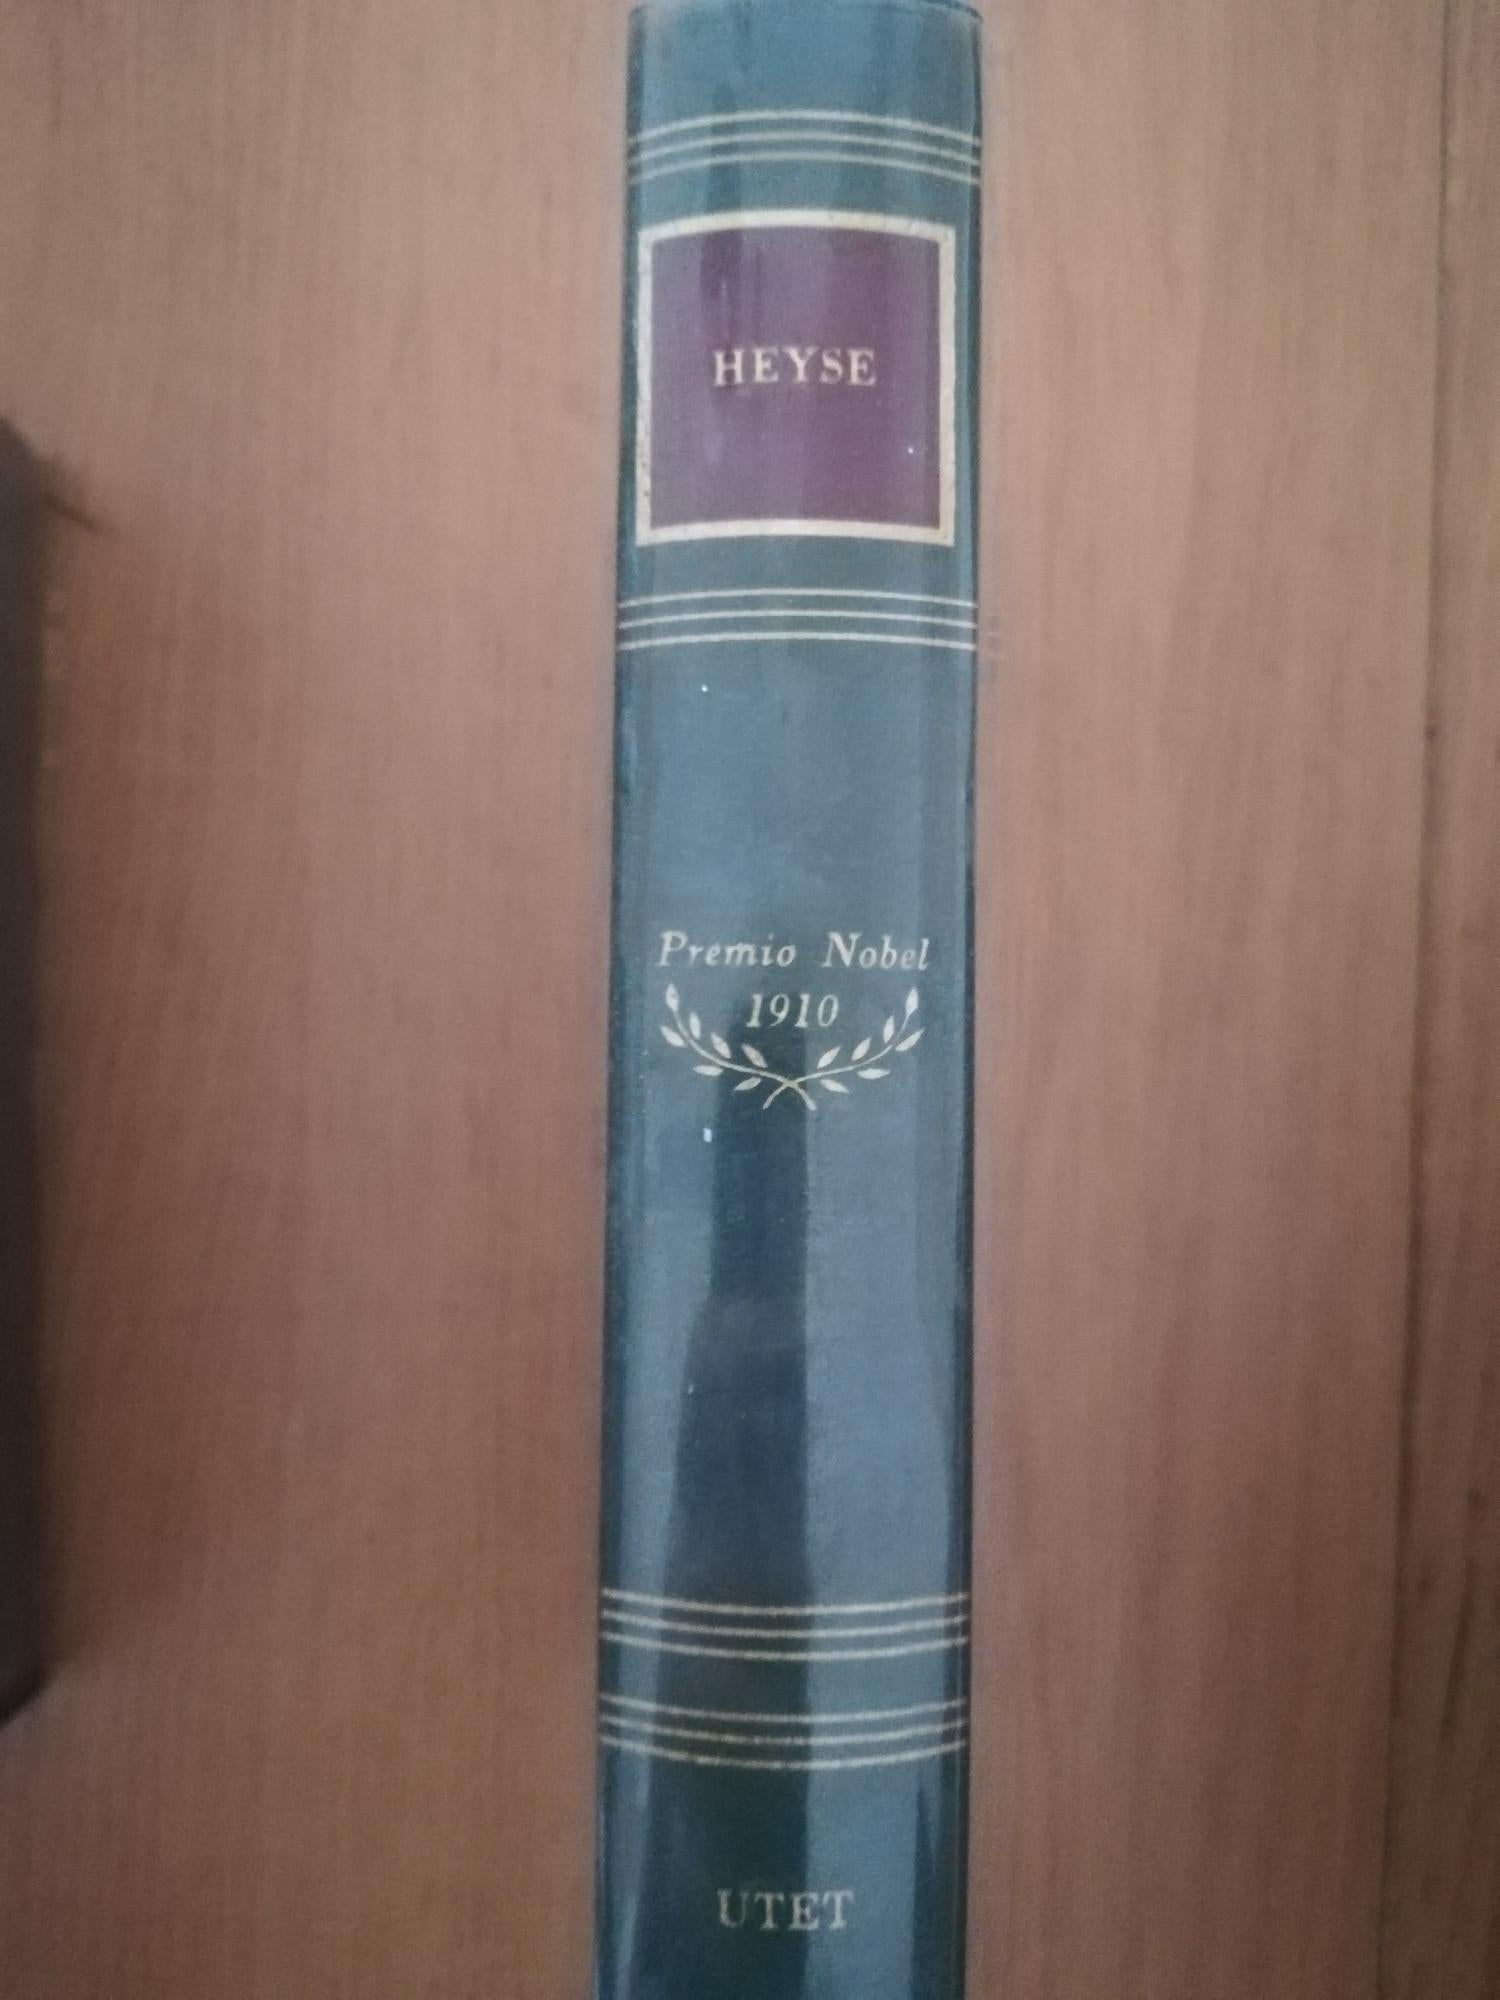 HEYSE
Premio Nobel
1910
UTET